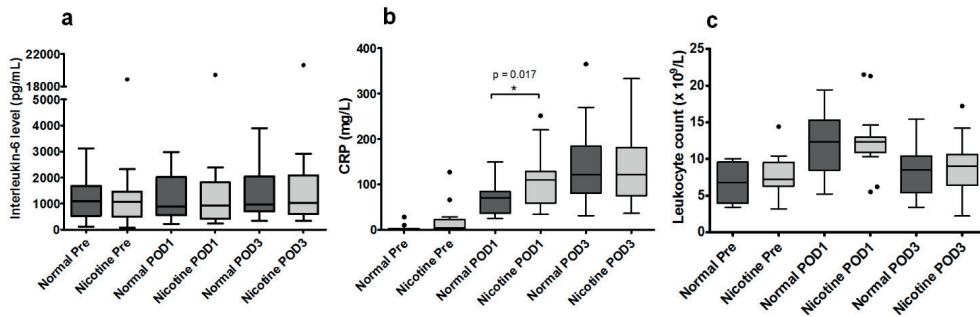 a
Interleukin-6 level (pg/mL)
22000
18000
5000
4000
3000
2000
1000
0
Normal Pre
Nicotine Pre
Normal POD1
Nicotine POD1
Normal POD3
Nicotine POD3
b
CRP (mg/L)
400
300
200
100
0
p = 0.017
*
Normal Pre
Nicotine Pre
Normal POD1
Nicotine POD1
Normal POD3
Nicotine POD3
c
Leukocyte count (x 10⁹/L)
25
20
15
10
5
0
Normal Pre
Nicotine Pre
Normal POD1
Nicotine POD1
Normal POD3
Nicotine POD3